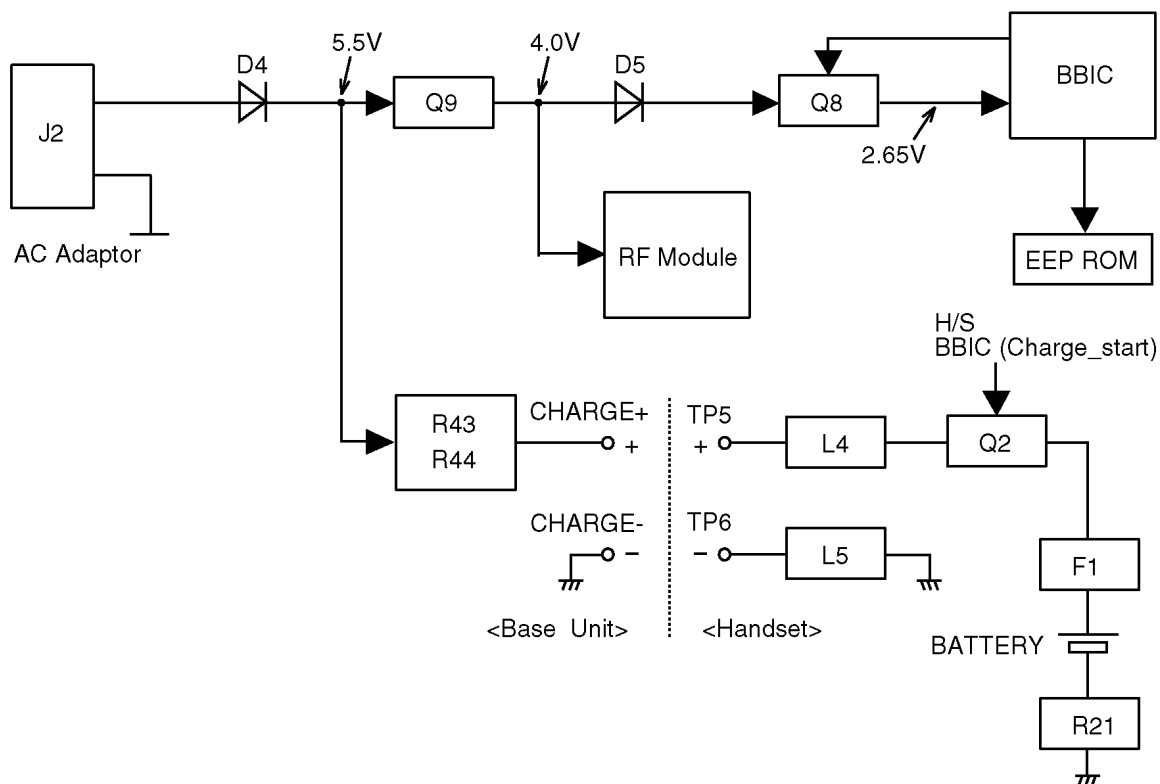 5.5V
4.0V
D4
D5
BBIC
J2
Q9
Q8
2.65V
AC Adaptor
RF Module
EEP ROM
H/S
BBIC (Charge_start)
R43
R44
CHARGE+
+
TP5
+
L4
Q2
CHARGE-
−
TP6
−
L5
F1
<Base Unit>
<Handset>
BATTERY
R21